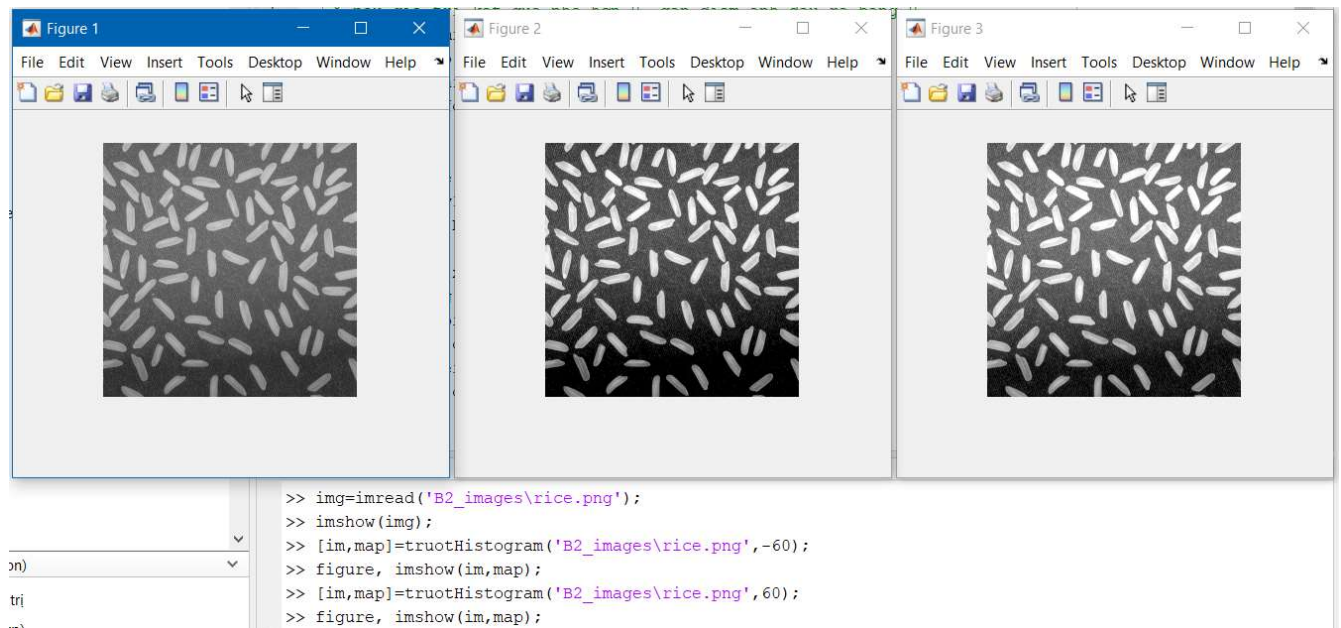 Figure 1
File Edit View Insert Tools Desktop Window Help
Figure 2
File Edit View Insert Tools Desktop Window Help
Figure 3
File Edit View Insert Tools Desktop Window Help
>> img=imread('B2_images\rice.png');
>> imshow(img);
>> [im,map]=truotHistogram('B2_images\rice.png',-60);
>> figure, imshow(im,map);
>> [im,map]=truotHistogram('B2_images\rice.png',60);
>> figure, imshow(im,map);
on)
trị